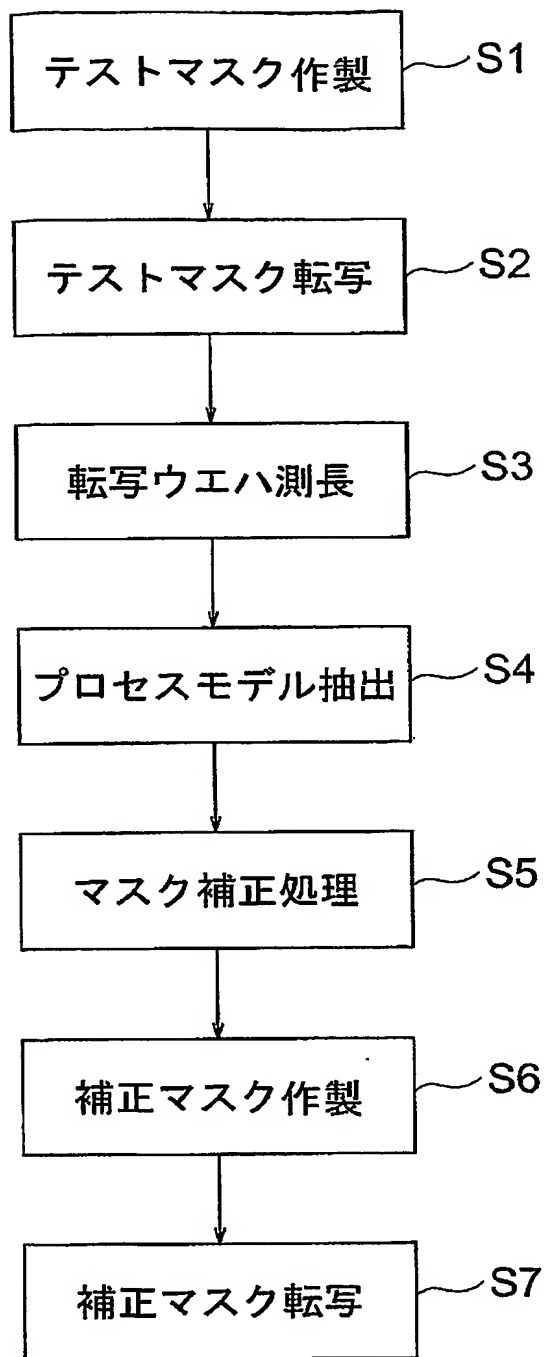 テストマスク作製 S1
テストマスク転写 S2
転写ウエハ測長 S3
プロセスモデル抽出 S4
マスク補正処理 S5
補正マスク作製 S6
補正マスク転写 S7